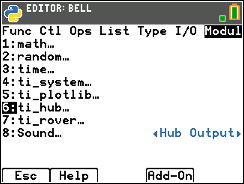 EDITOR: BELL
Func Ctl Ops List Type I/O Modul
1:math…
2:random…
3:time…
4:ti_system…
5:ti_plotlib…
6:ti_hub…
7:ti_rover…
8:Sound… ◂Hub Output▸
Esc Help Add-On